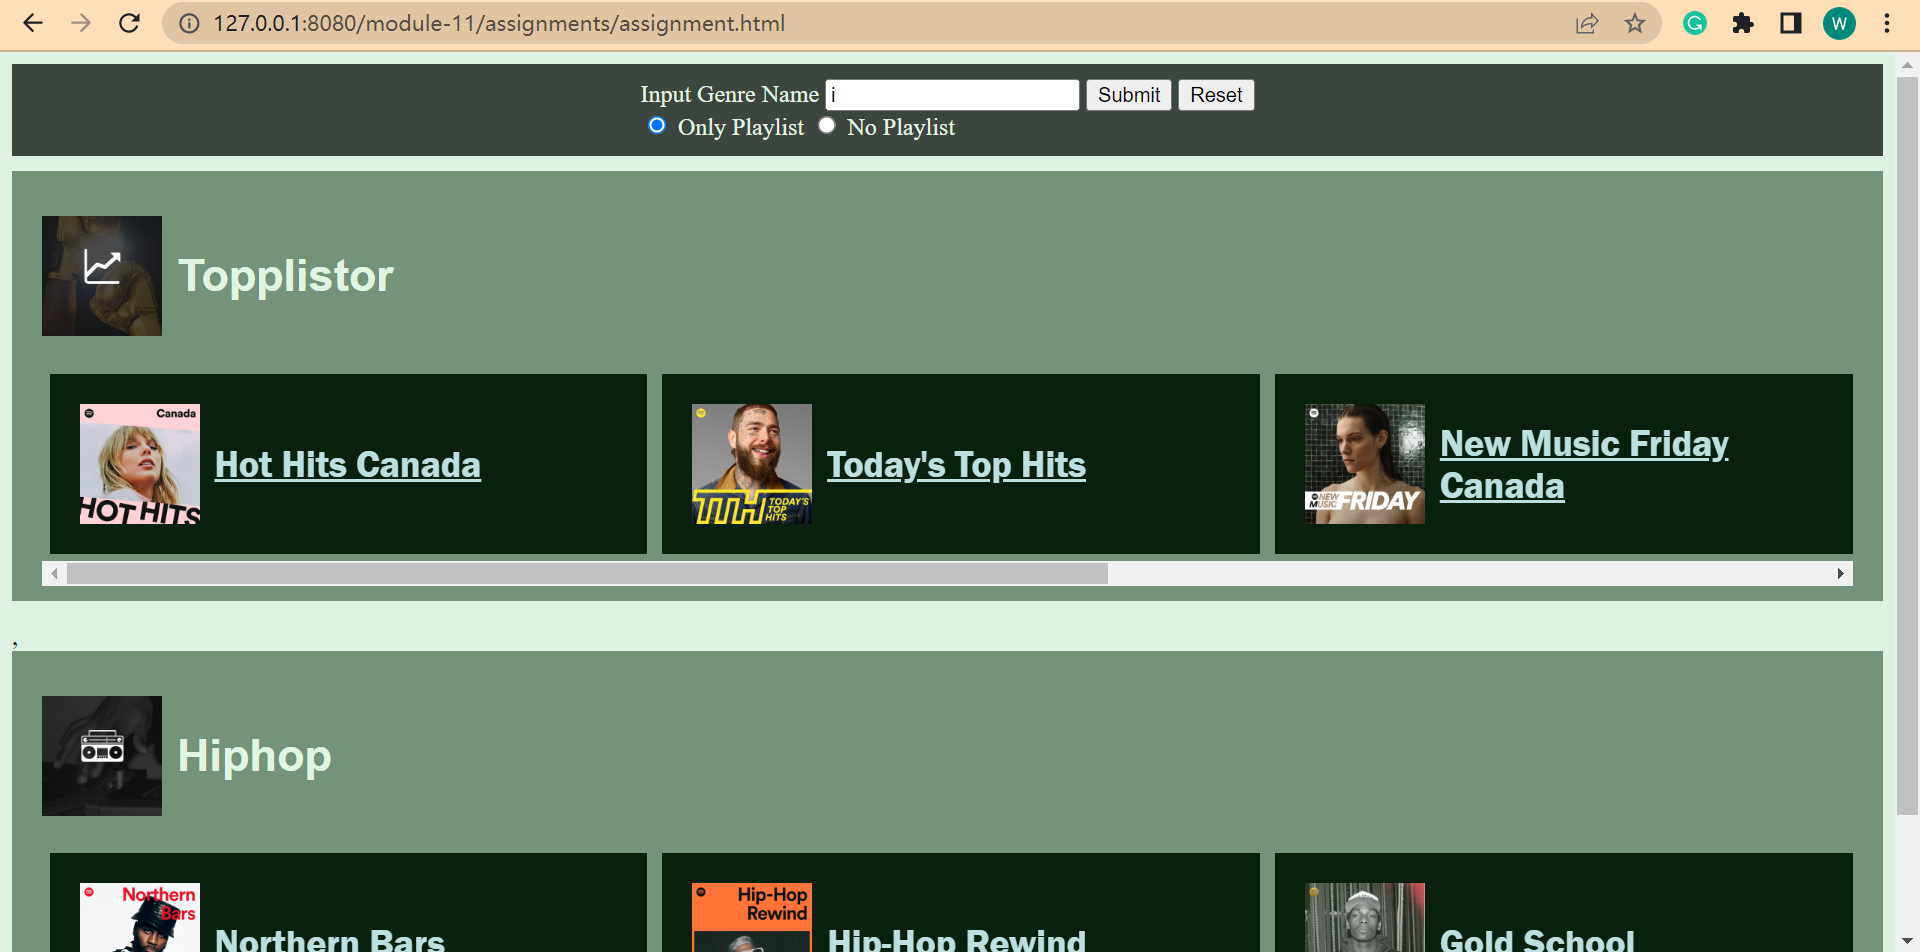 127.0.0.1:8080/module-11/assignments/assignment.html
W
Input Genre Name i Submit Reset
Only Playlist No Playlist
Topplistor
Canada
HOT HITS
Hot Hits Canada
TTH TODAY'S
TOP
HITS
Today's Top Hits
NEW
MUSIC FRIDAY
New Music Friday
Canada
,
Hiphop
Northern
Bars
Northern Bars
Hip-Hop
Rewind
Hip-Hop Rewind
Gold School